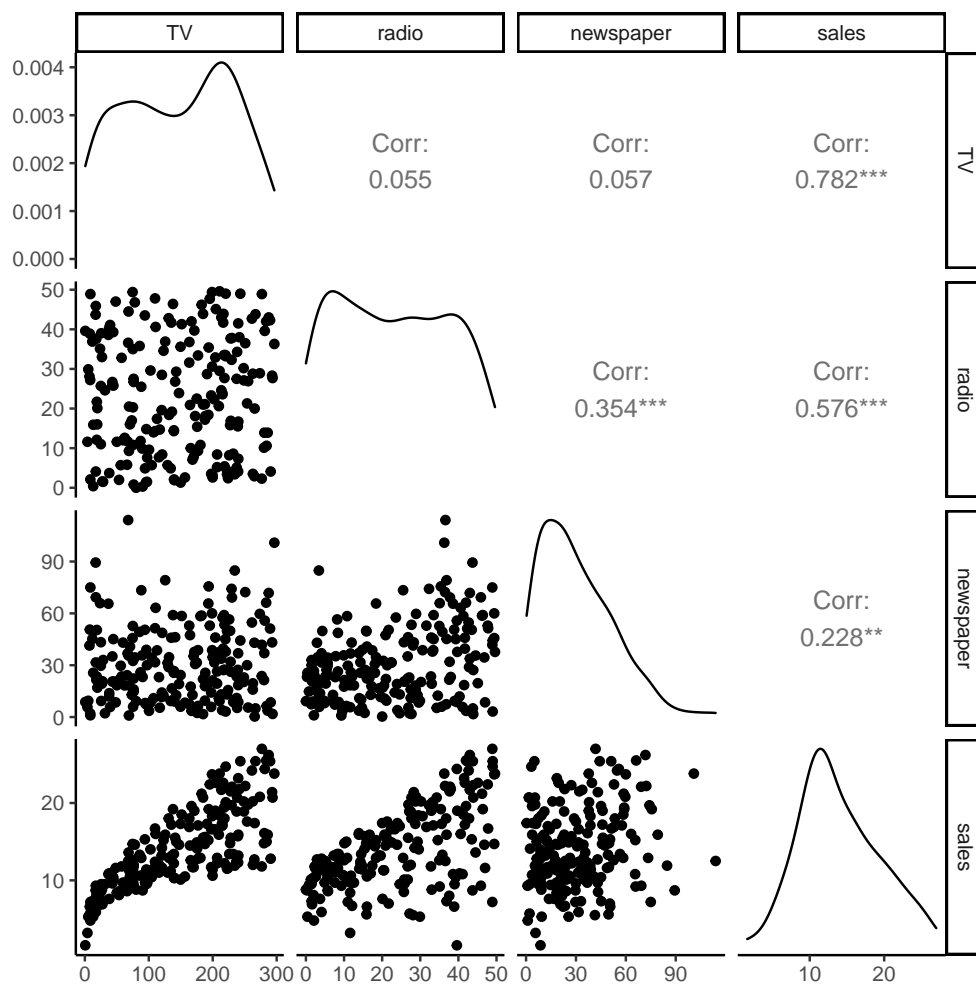 TV radio newspaper sales
0.004
0.003
0.002
0.001
0.000
Corr:
0.055
Corr:
0.057
Corr:
0.782***
TV
50
40
30
20
10
0
Corr:
0.354***
Corr:
0.576***
radio
90
60
30
0
Corr:
0.228**
newspaper
20
10
sales
0 100 200 300 0 10 20 30 40 50 0 30 60 90 10 20